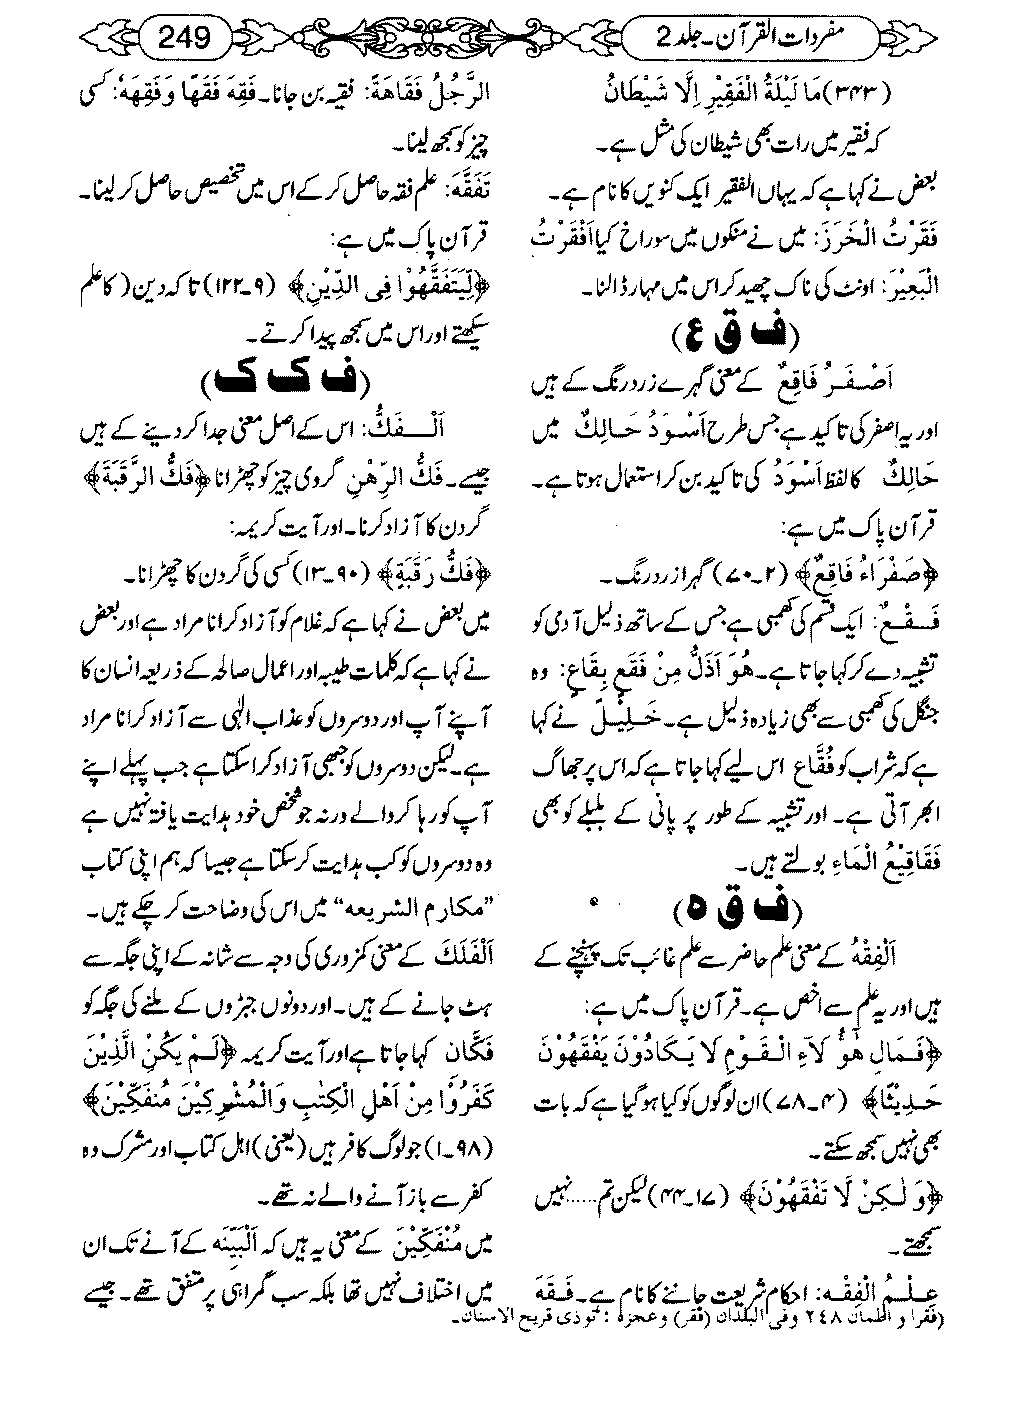 مفردات القرآن۔ جلد 2
249
(۳۴۳) مَا لَيْلَةُ الْفَقِيْرِ اِلَّا شَيْطَانُ
کہ فقیر میں رات بھی شیطان کی مثل ہے۔
بعض نے کہا ہے کہ یہاں الفقیر ایک کنویں کا نام ہے۔
فَقَرْتُ الْخَرَزَ: میں نے منکوں میں سوراخ کیا اَفْقَرْتُ
الْبَعِيْرَ: اونٹ کی ناک چھید کر اس میں مہار ڈالنا۔
(ف ق ع)
اَصْفَرُ فَاقِعٌ کے معنی گہرے زرد رنگ کے ہیں
اور یہ اصفر کی تاکید ہے جس طرح اَسْوَدُ حَالِكٌ میں
حَالِكٌ کا لفظ اَسْوَدُ کی تاکید بن کر استعمال ہوتا ہے۔
قرآن پاک میں ہے:
﴿صَفْرَاءُ فَاقِعٌ﴾ (۲۔۷۰) گہرا زرد رنگ۔
فَقْعٌ: ایک قسم کی کھمبی ہے جس کے ساتھ ذلیل آدمی کو
تشبیہ دے کر کہا جاتا ہے۔ هُوَ اَذَلُّ مِنْ فَقَعٍ بِقَاعٍ: وہ
جنگل کی کھمبی سے بھی زیادہ ذلیل ہے۔ خَلِيْلٌ نے کہا
ہے کہ شراب کو فُقَّاع اس لیے کہا جاتا ہے کہ اس پر جھاگ
ابھر آتی ہے۔ اور تشبیہ کے طور پر پانی کے بلبلے کو بھی
فَقَاقِيْعُ الْمَاءِ بولتے ہیں۔
(ف ق ہ)
اَلْفِقْهُ کے معنی علم حاضر سے علم غائب تک پہنچنے کے
ہیں اور یہ علم سے اخص ہے۔ قرآن پاک میں ہے:
﴿فَمَالِ هٰؤُلَآءِ الْقَوْمِ لَا يَكَادُوْنَ يَفْقَهُوْنَ
حَدِيْثًا﴾ (۴۔۷۸) ان لوگوں کو کیا ہو گیا ہے کہ بات
بھی نہیں سمجھ سکتے۔
﴿وَلٰكِنْ لَّا تَفْقَهُوْنَ﴾ (۱۷۔۴۴) لیکن تم.....نہیں
سمجھتے۔
عِلْمُ الْفِقْهِ: احکام شریعت جاننے کا نام ہے۔ فَقَهَ
الرَّجُلُ فَقَاهَةً: فقیہ بن جانا۔ فَقِهَ فَقَهًا وَفَقِهَهُ: کسی
چیز کو سمجھ لینا۔
تَفَقَّهَ: علم فقہ حاصل کر کے اس میں تخصیص حاصل کر لینا۔
قرآن پاک میں ہے:
﴿لِيَتَفَقَّهُوْا فِى الدِّيْنِ﴾ (۹۔۱۲۲) تاکہ دین (کا علم
سیکھتے اور اس میں سمجھ پیدا کرتے۔
(ف ک ک)
اَلْفَكُّ: اس کے اصل معنی جدا کر دینے کے ہیں
جیسے۔ فَكُّ الرَّهْنِ گروی چیز کو چھڑانا ﴿فَكُّ الرَّقَبَةَ﴾
گردن کا آزاد کرنا۔ اور آیت کریمہ:
﴿فَكُّ رَقَبَةٍ﴾ (۹۰۔۱۳) کسی کی گردن کا چھڑانا۔
میں بعض نے کہا ہے کہ غلام کو آزاد کرانا مراد ہے اور بعض
نے کہا ہے کہ کلمات طیبہ اور اعمال صالحہ کے ذریعہ انسان کا
اپنے آپ اور دوسروں کو عذاب الٰہی سے آزاد کرانا مراد
ہے۔ لیکن دوسروں کو جبھی آزاد کرا سکتا ہے جب پہلے اپنے
آپ کو رہا کروالے ورنہ جو شخص خود ہدایت یافتہ نہیں ہے
وہ دوسروں کو کب ہدایت کر سکتا ہے جیسا کہ ہم اپنی کتاب
”مکارم الشریعہ“ میں اس کی وضاحت کر چکے ہیں۔
اَلْفَكَكُ کے معنی کمزوری کی وجہ سے شانہ کے اپنی جگہ سے
ہٹ جانے کے ہیں۔ اور دونوں جبڑوں کے ملنے کی جگہ کو
فَكَّان کہا جاتا ہے اور آیت کریمہ ﴿لَمْ يَكُنْ الَّذِيْنَ
كَفَرُوْا مِنْ اَهْلِ الْكِتٰبِ وَالْمُشْرِكِيْنَ مُنْفَكِّيْنَ﴾
(۹۸۔۱) جو لوگ کافر ہیں (یعنی) اہل کتاب اور مشرک وہ
کفر سے باز آنے والے نہ تھے۔
میں مُنْفَكِّيْنَ کے معنی یہ ہیں کہ اَلْبَيِّنَه کے آنے تک ان
میں اختلاف نہیں تھا بلکہ سب گمراہی پر متفق تھے۔ جیسے
(فقرا و الظمان ٢٤٨ وفی البلدان (فقر) وعجزه: توذی قریح الاسنان۔